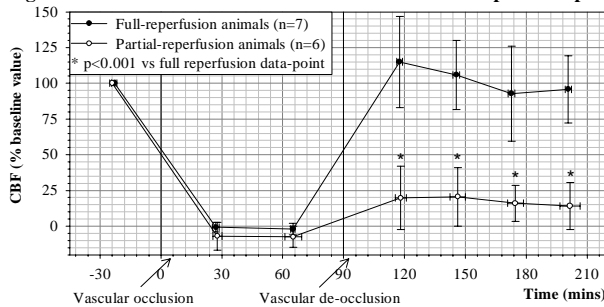 150
Full-reperfusion animals (n=7)
125
Partial-reperfusion animals (n=6)
* p<0.001 vs full reperfusion data-point
100
75
50
25
0
CBF (% baseline value)
* * * *
-30 0 30 60 90 120 150 180 210
Time (mins)
Vascular occlusion Vascular de-occlusion